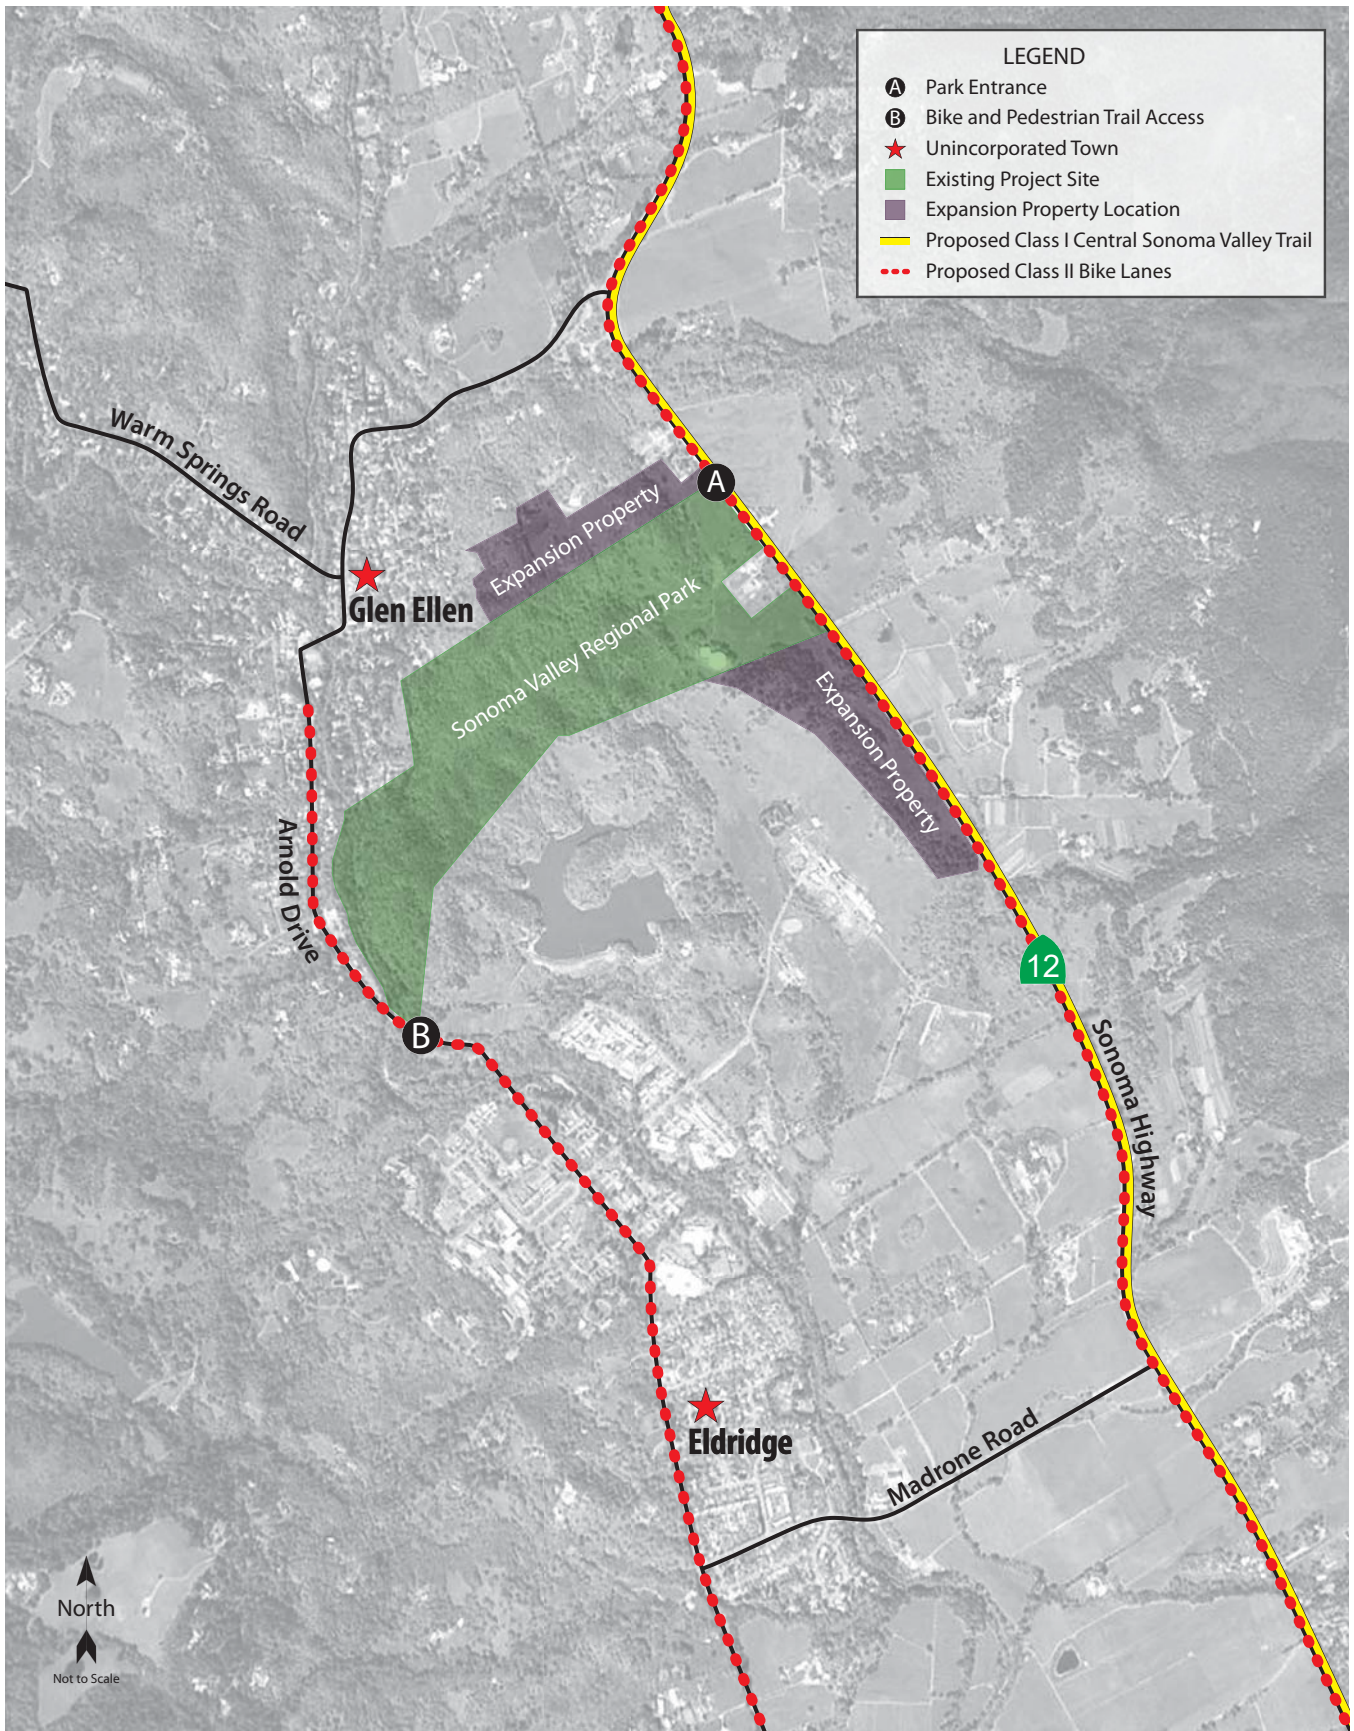 LEGEND
A Park Entrance
B Bike and Pedestrian Trail Access
Unincorporated Town
Existing Project Site
Expansion Property Location
Proposed Class I Central Sonoma Valley Trail
Proposed Class II Bike Lanes
Warm Springs Road
A
Expansion Property
Glen Ellen
Sonoma Valley Regional Park
Expansion Property
Arnold Drive
12
B
Sonoma Highway
Eldridge
Madrone Road
North
Not to Scale